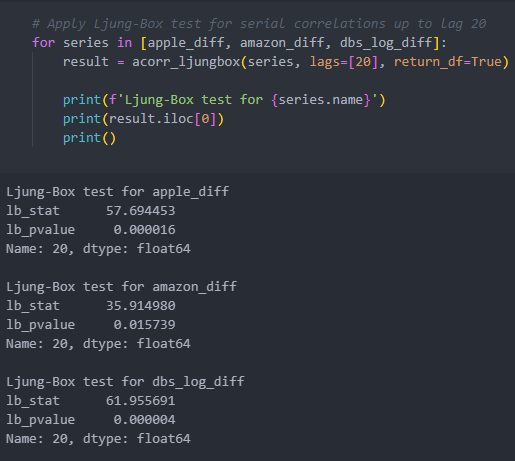 # Apply Ljung-Box test for serial correlations up to lag 20
for series in [apple_diff, amazon_diff, dbs_log_diff]:
    result = acorr_ljungbox(series, lags=[20], return_df=True)

    print(f'Ljung-Box test for {series.name}')
    print(result.iloc[0])
    print()

Ljung-Box test for apple_diff
lb_stat      57.694453
lb_pvalue     0.000016
Name: 20, dtype: float64

Ljung-Box test for amazon_diff
lb_stat      35.914980
lb_pvalue     0.015739
Name: 20, dtype: float64

Ljung-Box test for dbs_log_diff
lb_stat      61.955691
lb_pvalue     0.000004
Name: 20, dtype: float64